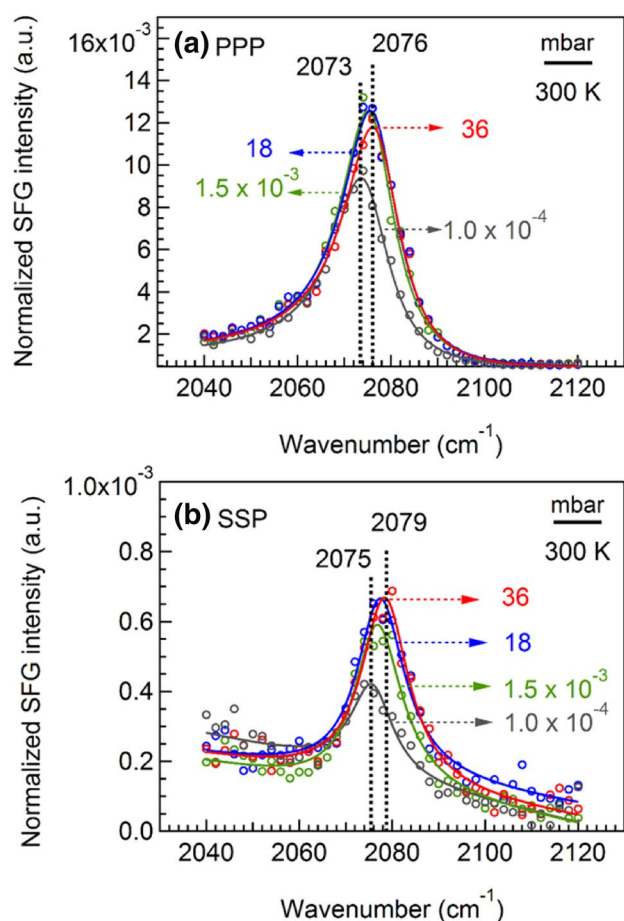 16x10⁻³
(a) PPP
2073
2076
mbar
300 K
14
12
10
8
6
4
2
18
36
1.5 x 10⁻³
1.0 x 10⁻⁴
Normalized SFG intensity (a.u.)
2040 2060 2080 2100 2120
Wavenumber (cm⁻¹)
1.0x10⁻³
(b) SSP
2075
2079
mbar
300 K
0.8
0.6
0.4
0.2
0.0
36
18
1.5 x 10⁻³
1.0 x 10⁻⁴
Normalized SFG intensity (a.u.)
2040 2060 2080 2100 2120
Wavenumber (cm⁻¹)